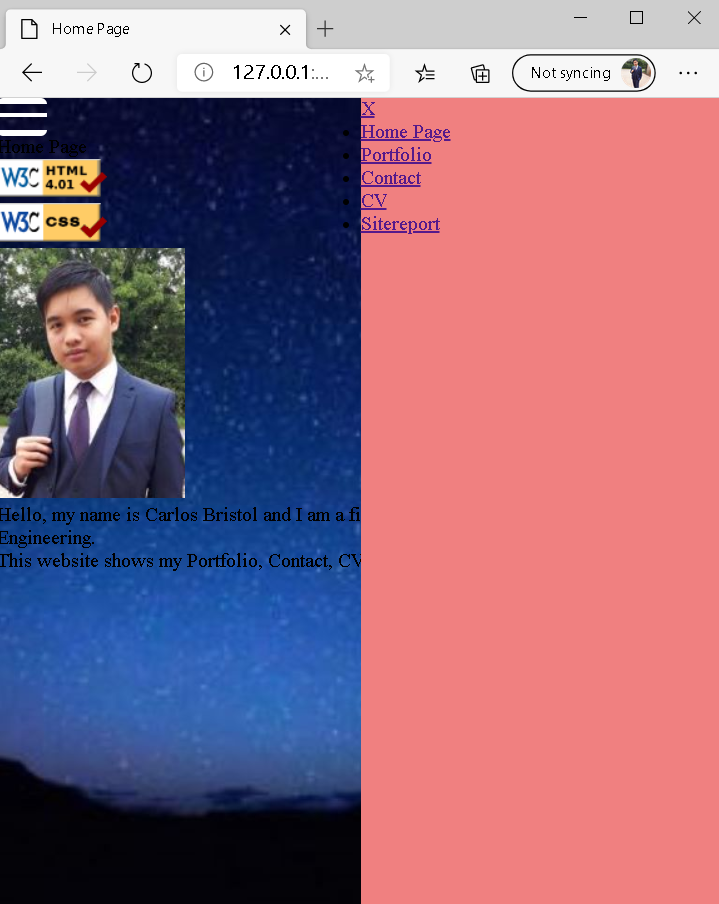 Home Page
127.0.0.1:...
Not syncing
Home Page
W3C HTML 4.01
W3C css
Hello, my name is Carlos Bristol and I am a fi
Engineering.
This website shows my Portfolio, Contact, CV
X
Home Page
Portfolio
Contact
CV
Sitereport